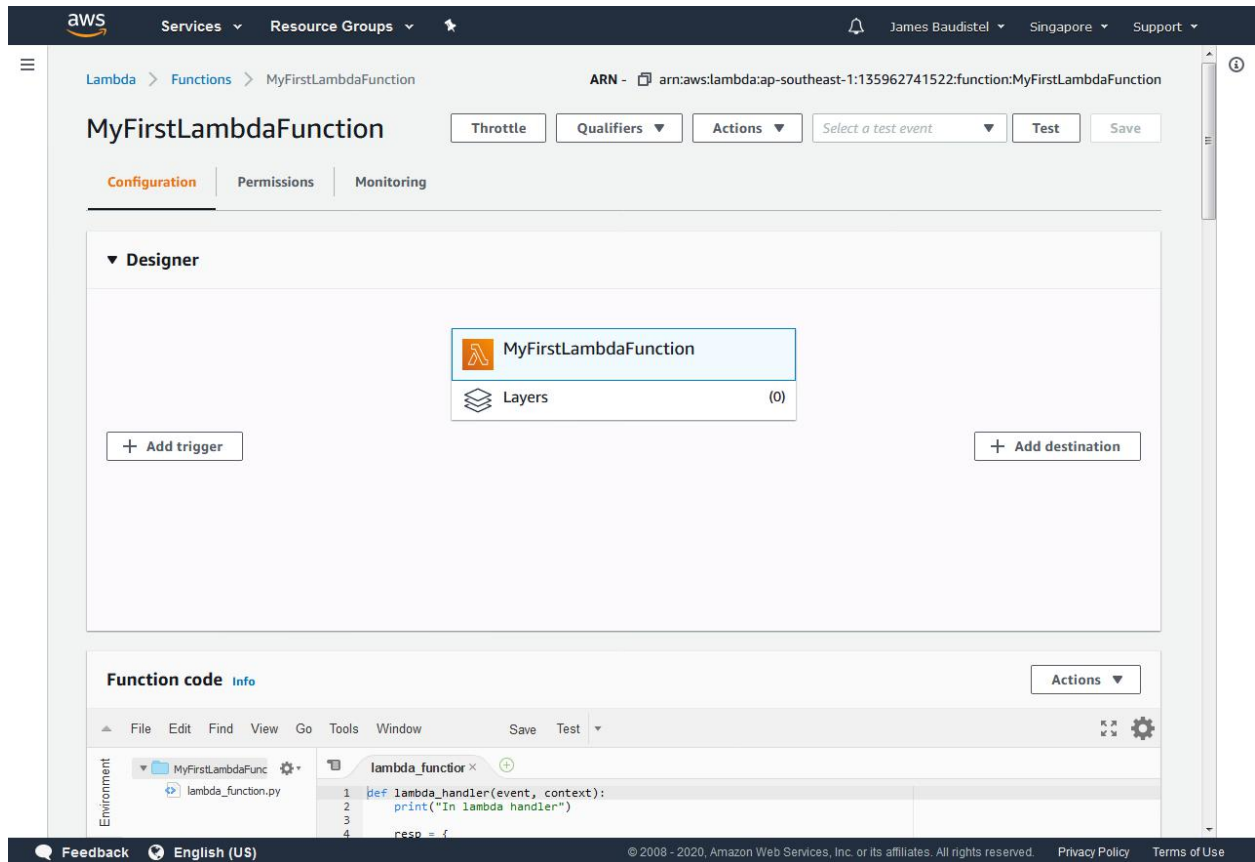 aws Services Resource Groups James Baudistel Singapore Support
Lambda > Functions > MyFirstLambdaFunction ARN - arn:aws:lambda:ap-southeast-1:135962741522:function:MyFirstLambdaFunction
MyFirstLambdaFunction Throttle Qualifiers Actions Select a test event Test Save
Configuration Permissions Monitoring
Designer
MyFirstLambdaFunction
Layers (0)
+ Add trigger + Add destination
Function code Info Actions
File Edit Find View Go Tools Window Save Test
Environment
MyFirstLambdaFunc lambda_functior ×
lambda_function.py
1 def lambda_handler(event, context):
2 print("In lambda handler")
3
4 resp = {
Feedback English (US) © 2008 - 2020, Amazon Web Services, Inc. or its affiliates. All rights reserved. Privacy Policy Terms of Use